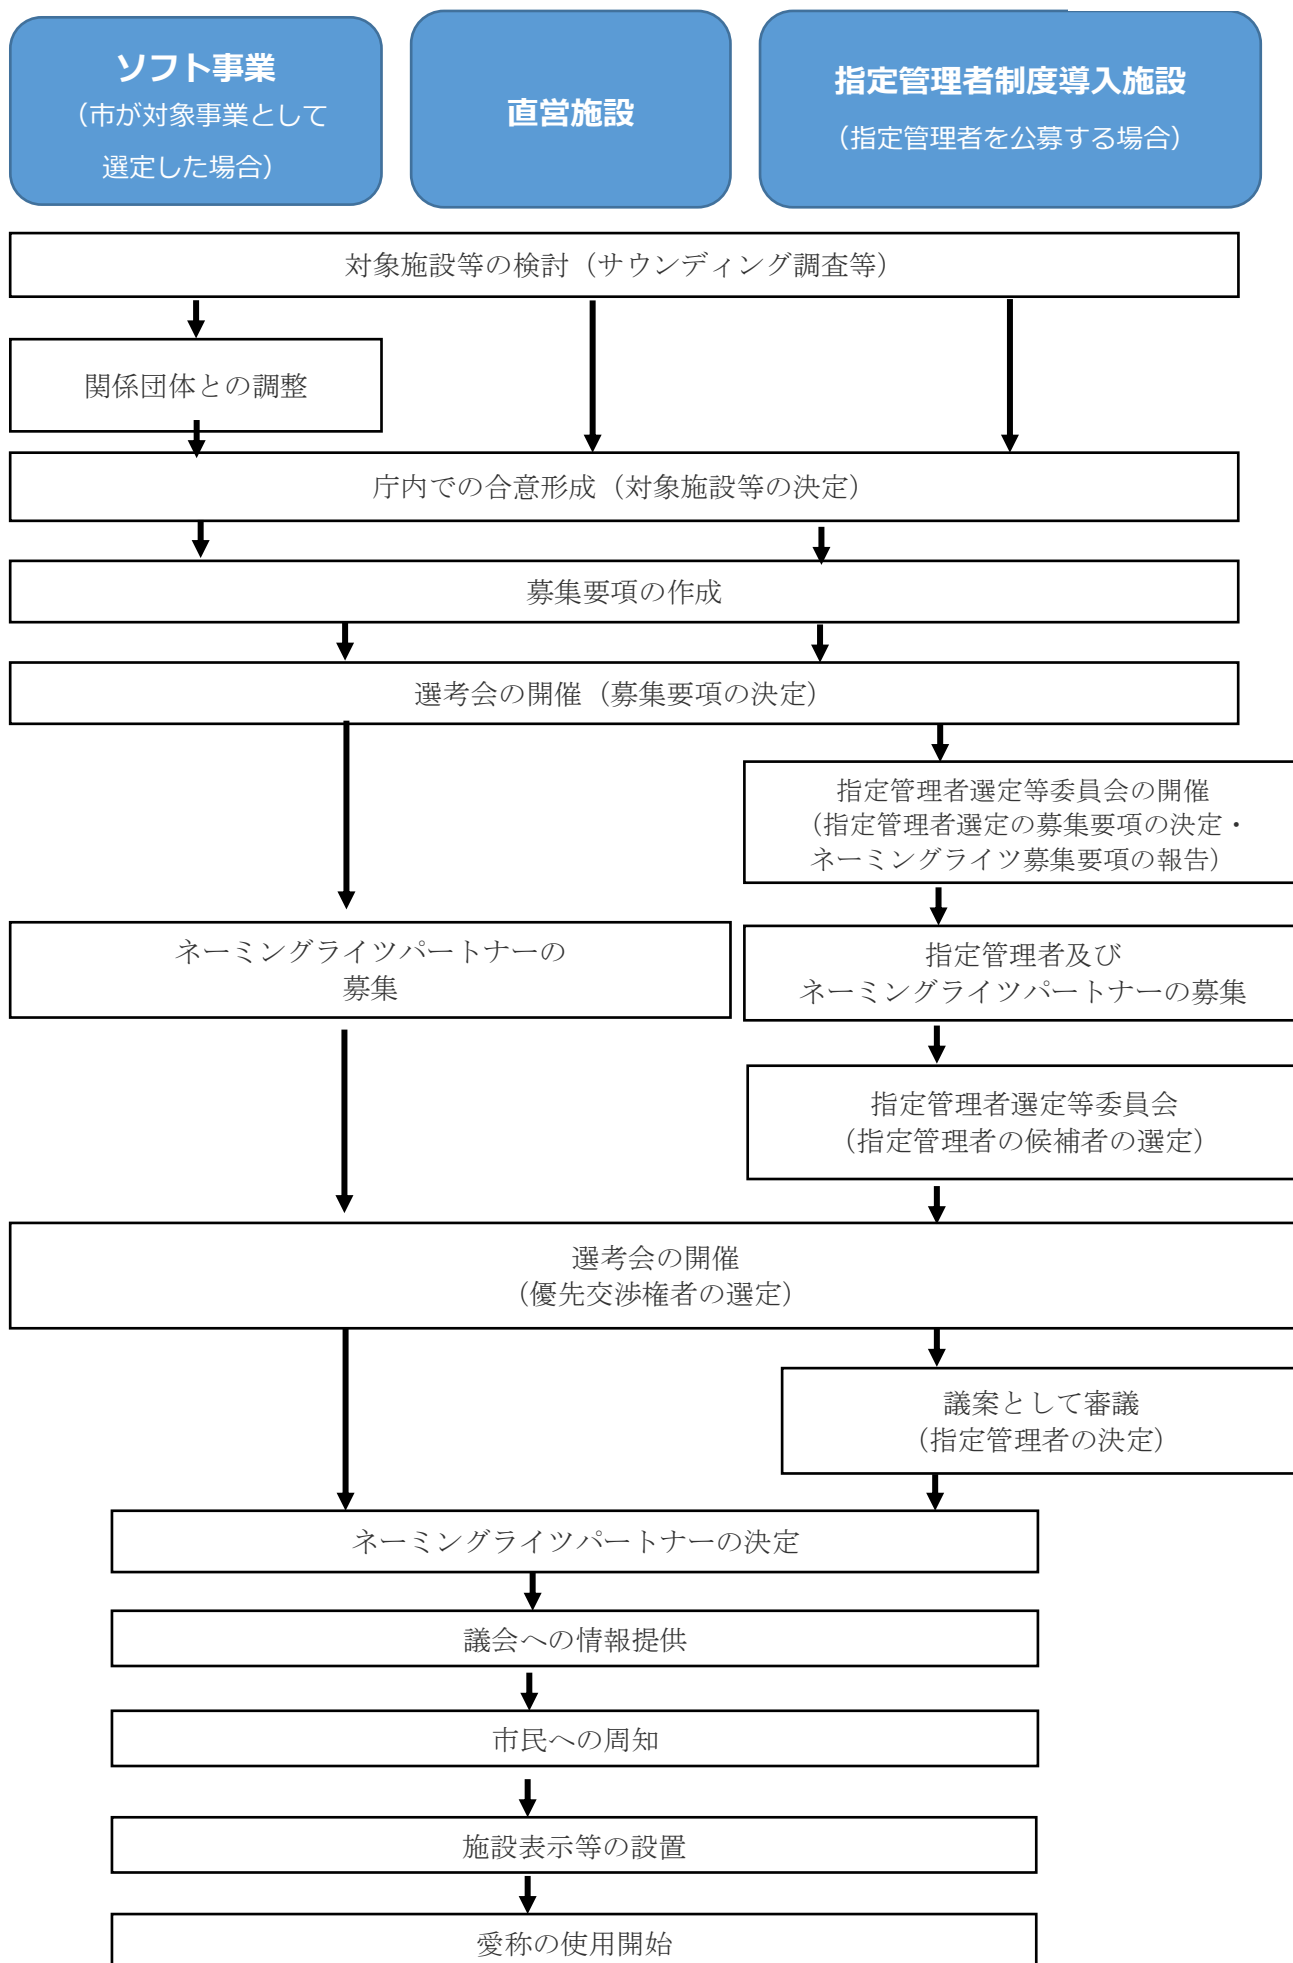 ソフト事業
（市が対象事業として
選定した場合）
直営施設
指定管理者制度導入施設
（指定管理者を公募する場合）
対象施設等の検討（サウンディング調査等）
関係団体との調整
庁内での合意形成（対象施設等の決定）
募集要項の作成
選考会の開催（募集要項の決定）
指定管理者選定等委員会の開催
（指定管理者選定の募集要項の決定・
ネーミングライツ募集要項の報告）
ネーミングライツパートナーの
募集
指定管理者及び
ネーミングライツパートナーの募集
指定管理者選定等委員会
（指定管理者の候補者の選定）
選考会の開催
（優先交渉権者の選定）
議案として審議
（指定管理者の決定）
ネーミングライツパートナーの決定
議会への情報提供
市民への周知
施設表示等の設置
愛称の使用開始